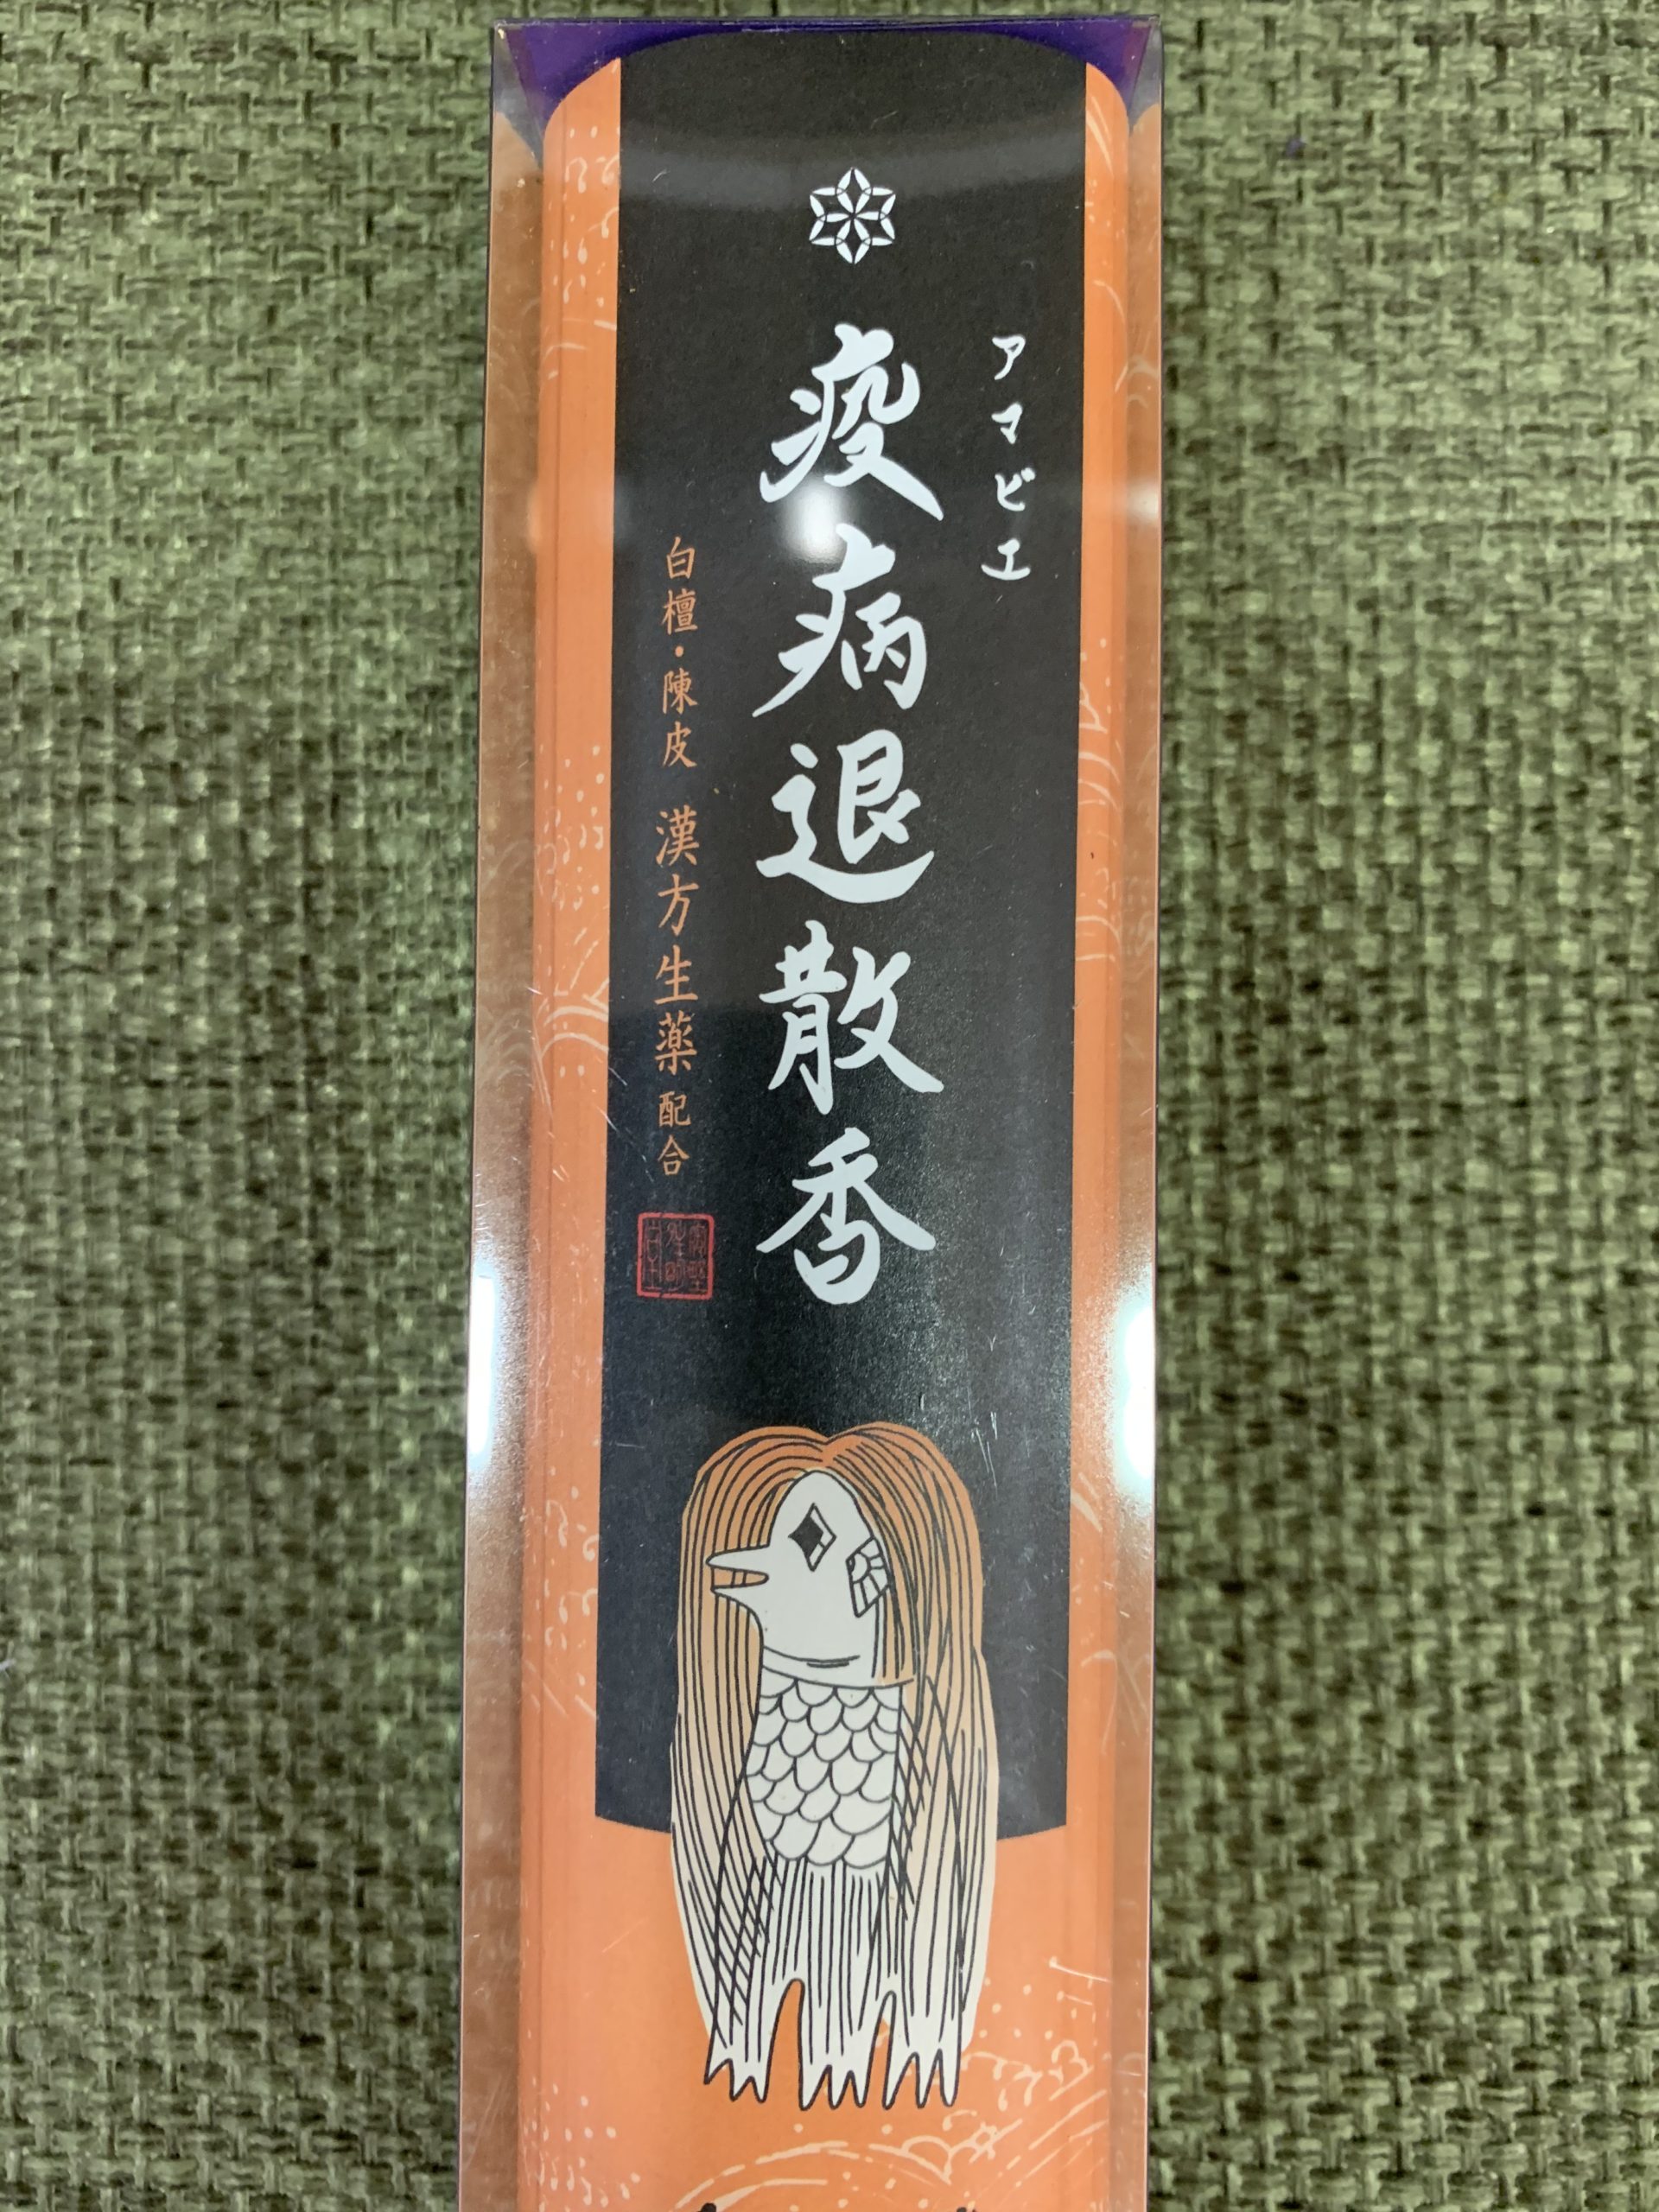 アマビエ
疫病退散香
白檀・陳皮 漢方生薬配合